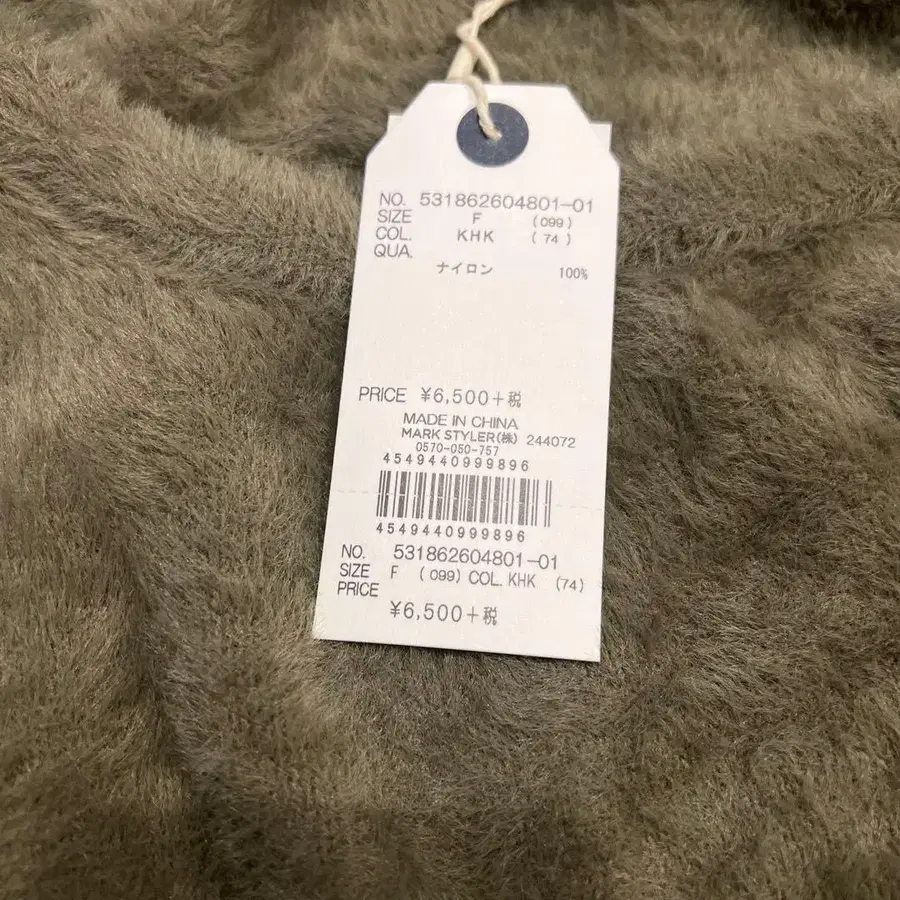 NO. 531862604801-01
SIZE F (099)
COL. KHK (74)
QUA.
ナイロン 100%
PRICE ¥6,500+税
MADE IN CHINA
MARK STYLER(株) 244072
0570-050-757
4549440999896
4549440999896
NO. 531862604801-01
SIZE F (099) COL. KHK (74)
PRICE
¥6,500+税